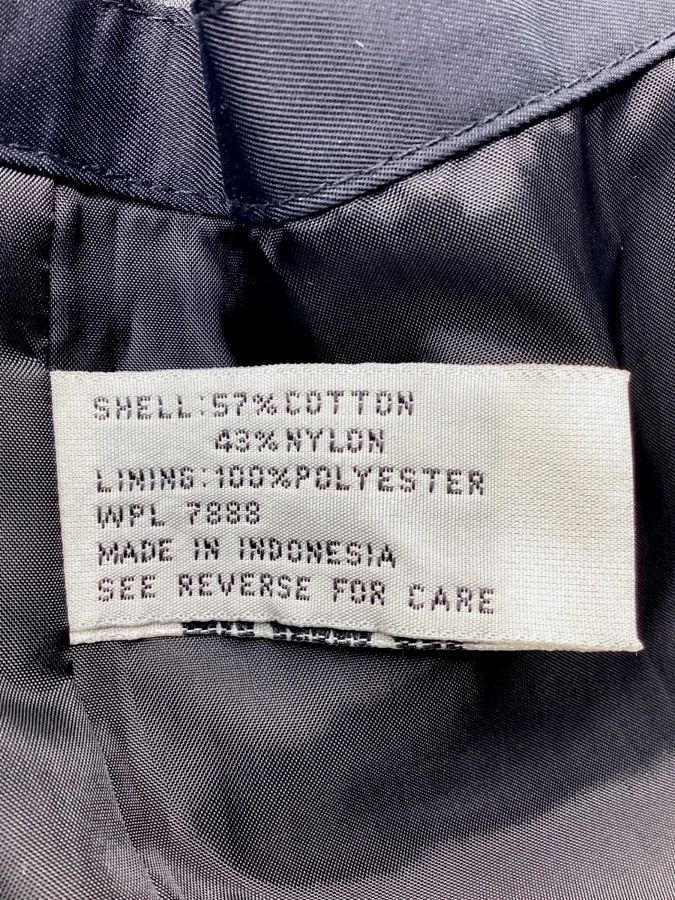 SHELL:57%COTTON
43%NYLON
LINING:100%POLYESTER
WPL 7888
MADE IN INDONESIA
SEE REVERSE FOR CARE